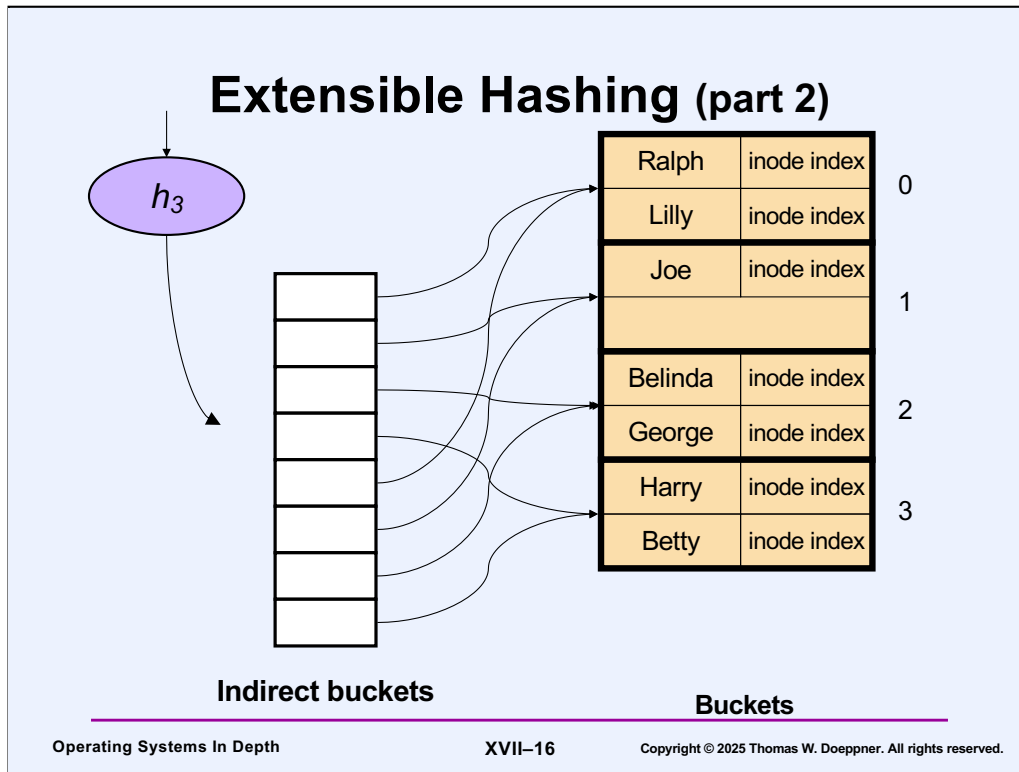 Extensible Hashing (part 2)
h3
Ralph inode index
0
Lilly inode index
Joe inode index
1
Belinda inode index
2
George inode index
Harry inode index
3
Betty inode index
Indirect buckets
Buckets
Operating Systems In Depth XVII–16 Copyright © 2025 Thomas W. Doeppner. All rights reserved.